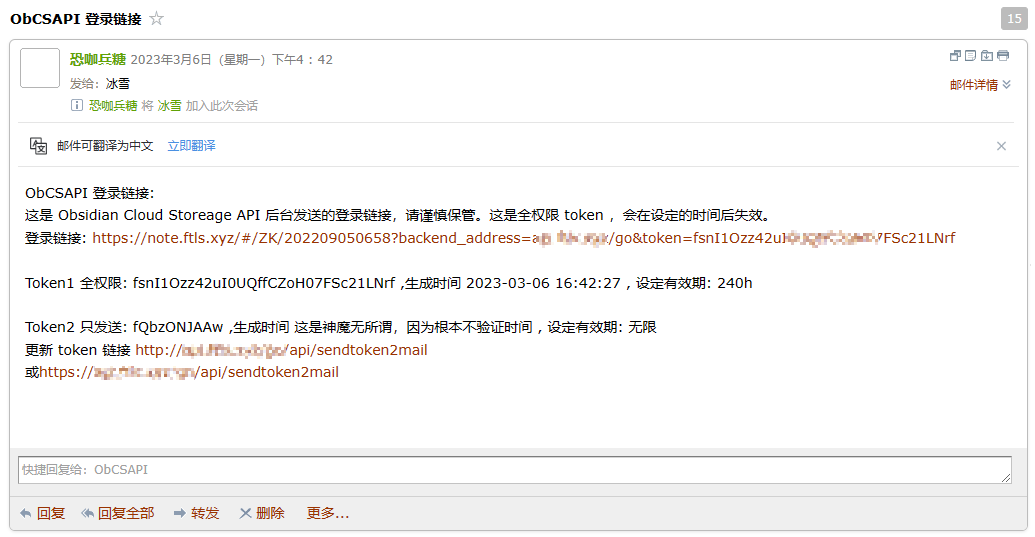 ObCSAPI 登录链接
15
恐咖兵糖 2023年3月6日（星期一）下午4：42
发给：冰雪
邮件详情
恐咖兵糖 将 冰雪 加入此次会话
邮件可翻译为中文 立即翻译
ObCSAPI 登录链接:
这是 Obsidian Cloud Storeage API 后台发送的登录链接，请谨慎保管。这是全权限 token ，会在设定的时间后失效。
登录链接: https://note.ftls.xyz/#/ZK/202209050658?backend_address=a /go&token=fsnI1Ozz42uI 7FSc21LNrf
Token1 全权限: fsnI1Ozz42uI0UQffCZoH07FSc21LNrf ,生成时间 2023-03-06 16:42:27 , 设定有效期: 240h
Token2 只发送: fQbzONJAAw ,生成时间 这是神魔无所谓，因为根本不验证时间 , 设定有效期: 无限
更新 token 链接 http:// /api/sendtoken2mail
或https:// /api/sendtoken2mail
快捷回复给：ObCSAPI
回复 回复全部 转发 删除 更多...